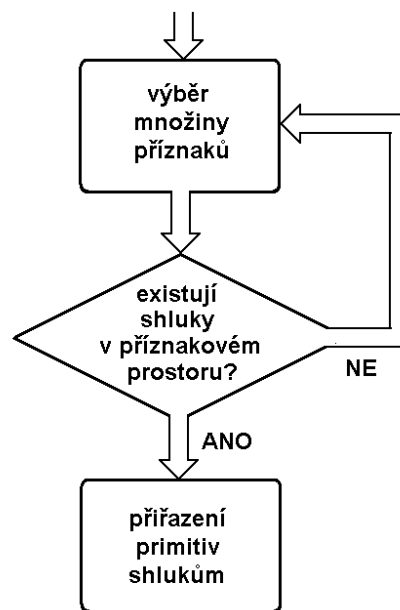 výběr
množiny
příznaků
existují
shluky
v příznakovém
prostoru?
NE
ANO
přiřazení
primitiv
shlukům